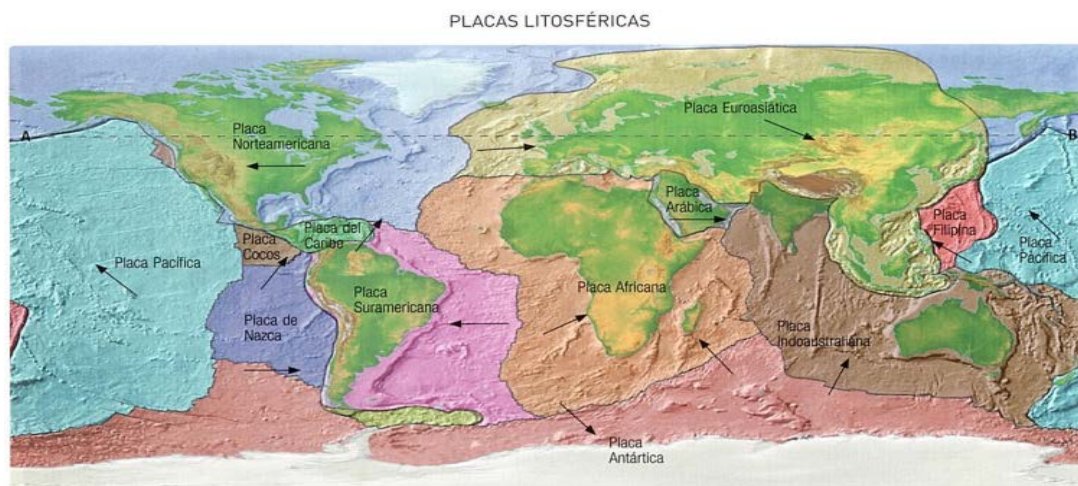 PLACAS LITOSFÉRICAS
A
B
Placa
Norteamericana
Placa Euroasiática
Placa
Arábica
Placa
Filipina
Placa del
Caribe
Placa
Cocos
Placa Pacífica
Placa
Pacífica
Placa
Suramericana
Placa Africana
Placa de
Nazca
Placa
Indoaustraliana
Placa
Antártica